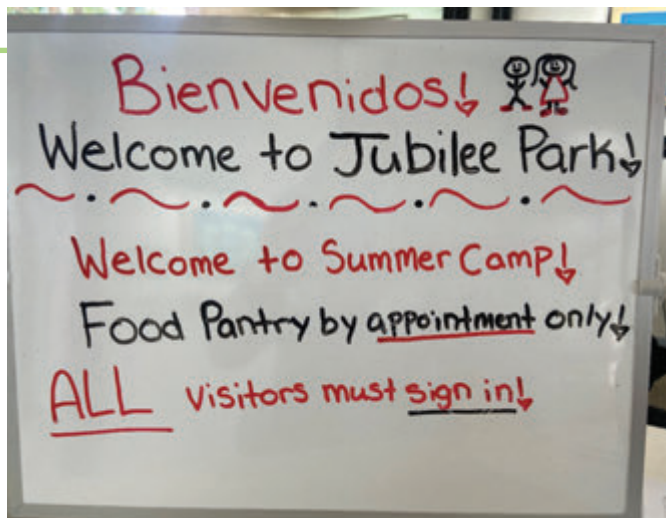 Bienvenidos!
Welcome to Jubilee Park!
Welcome to Summer Camp!
Food Pantry by appointment only!
ALL visitors must sign in!